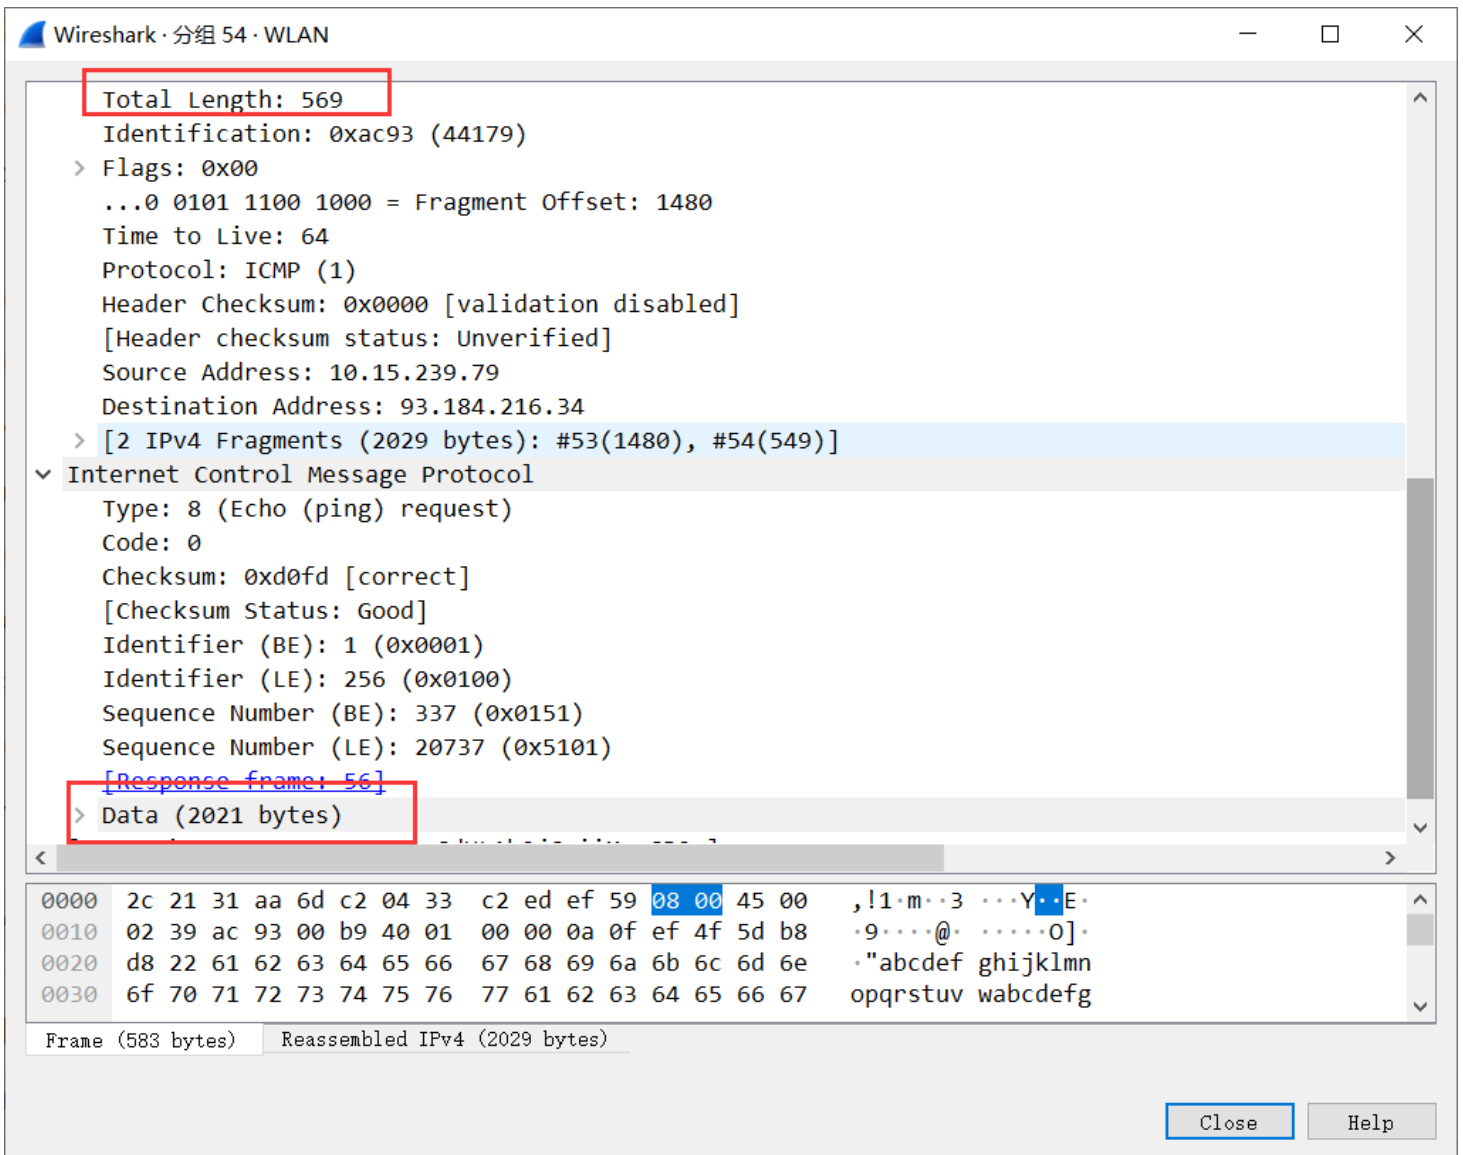 Wireshark · 分组 54 · WLAN
Total Length: 569
Identification: 0xac93 (44179)
Flags: 0x00
...0 0101 1100 1000 = Fragment Offset: 1480
Time to Live: 64
Protocol: ICMP (1)
Header Checksum: 0x0000 [validation disabled]
[Header checksum status: Unverified]
Source Address: 10.15.239.79
Destination Address: 93.184.216.34
[2 IPv4 Fragments (2029 bytes): #53(1480), #54(549)]
Internet Control Message Protocol
Type: 8 (Echo (ping) request)
Code: 0
Checksum: 0xd0fd [correct]
[Checksum Status: Good]
Identifier (BE): 1 (0x0001)
Identifier (LE): 256 (0x0100)
Sequence Number (BE): 337 (0x0151)
Sequence Number (LE): 20737 (0x5101)
[Response frame: 56]
Data (2021 bytes)
0000 2c 21 31 aa 6d c2 04 33 c2 ed ef 59 08 00 45 00 ,!1·m··3 ···Y··E·
0010 02 39 ac 93 00 b9 40 01 00 00 0a 0f ef 4f 5d b8 ·9····@· ·····O]·
0020 d8 22 61 62 63 64 65 66 67 68 69 6a 6b 6c 6d 6e ·"abcdef ghijklmn
0030 6f 70 71 72 73 74 75 76 77 61 62 63 64 65 66 67 opqrstuv wabcdefg
Frame (583 bytes) Reassembled IPv4 (2029 bytes)
Close Help